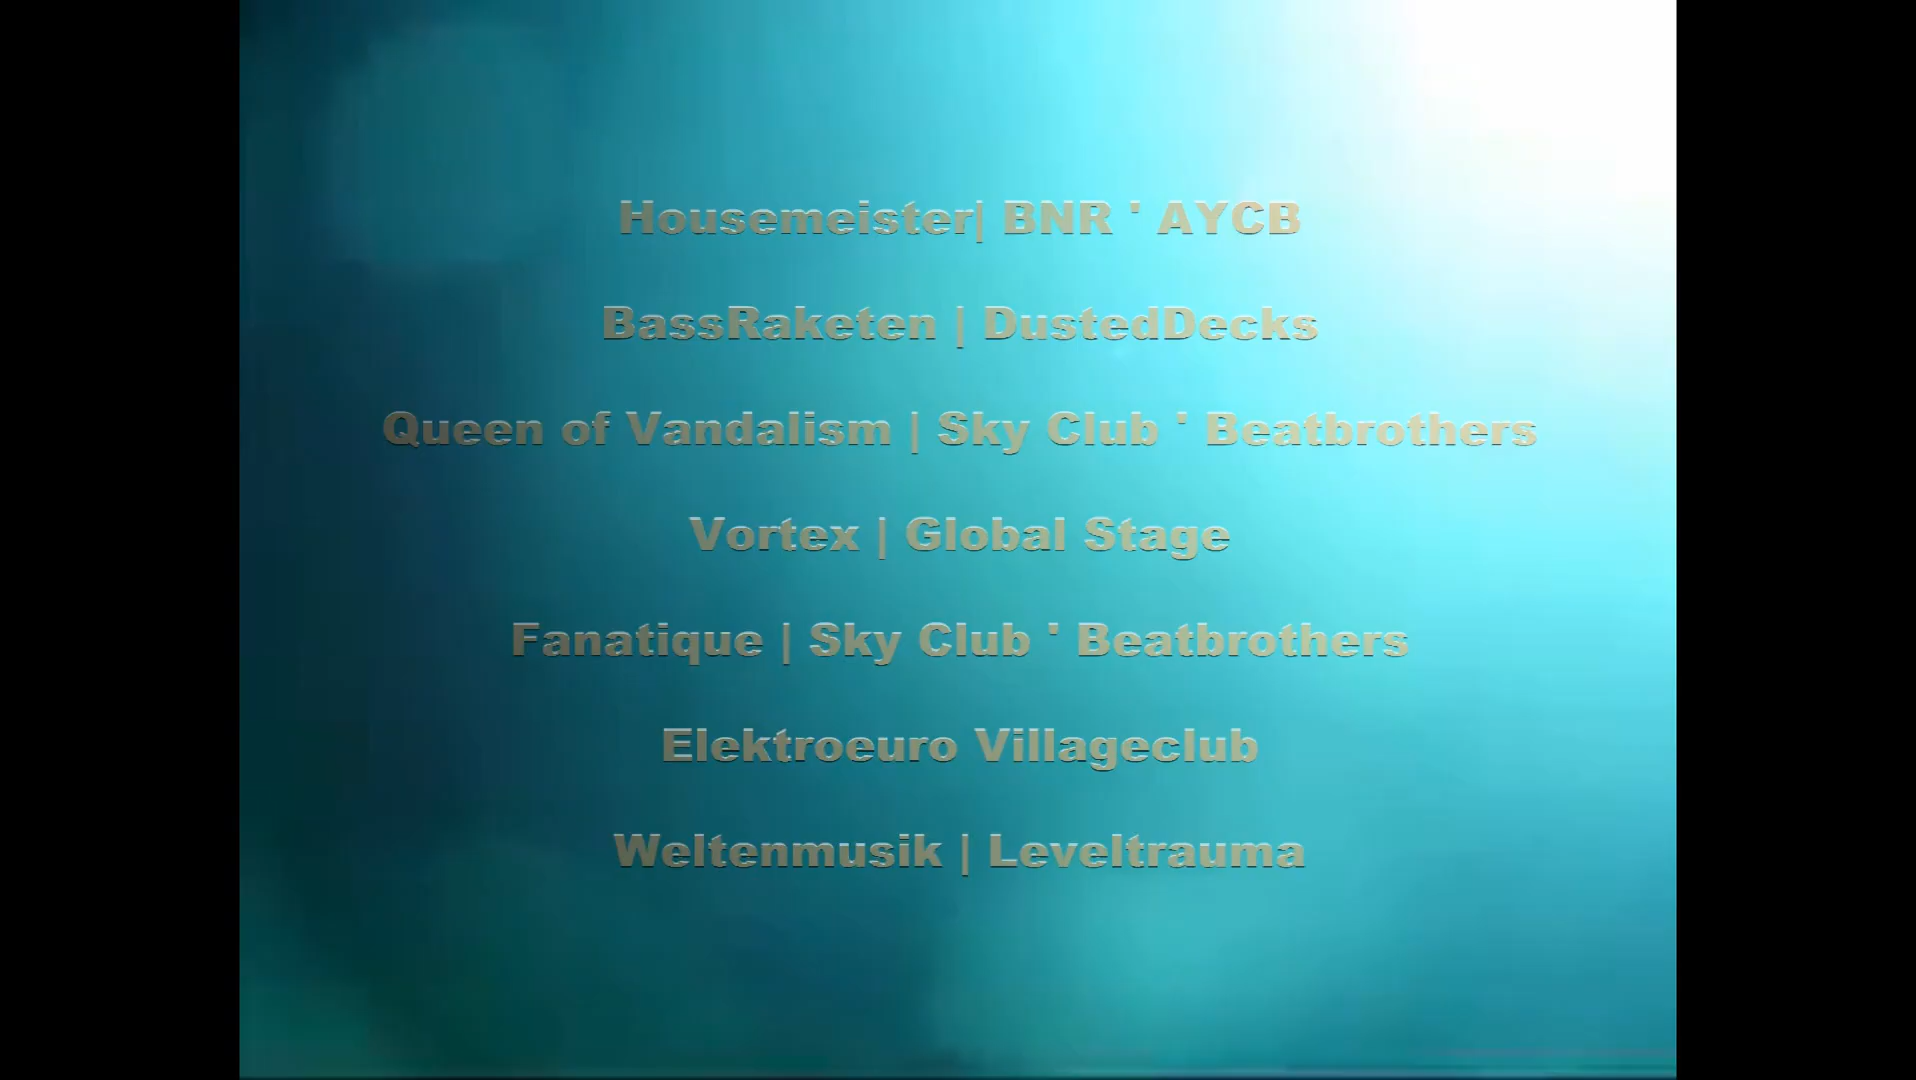 Housemeister| BNR ' AYCB
BassRaketen | DustedDecks
Queen of Vandalism | Sky Club ' Beatbrothers
Vortex | Global Stage
Fanatique | Sky Club ' Beatbrothers
Elektroeuro Villageclub
Weltenmusik | Leveltrauma